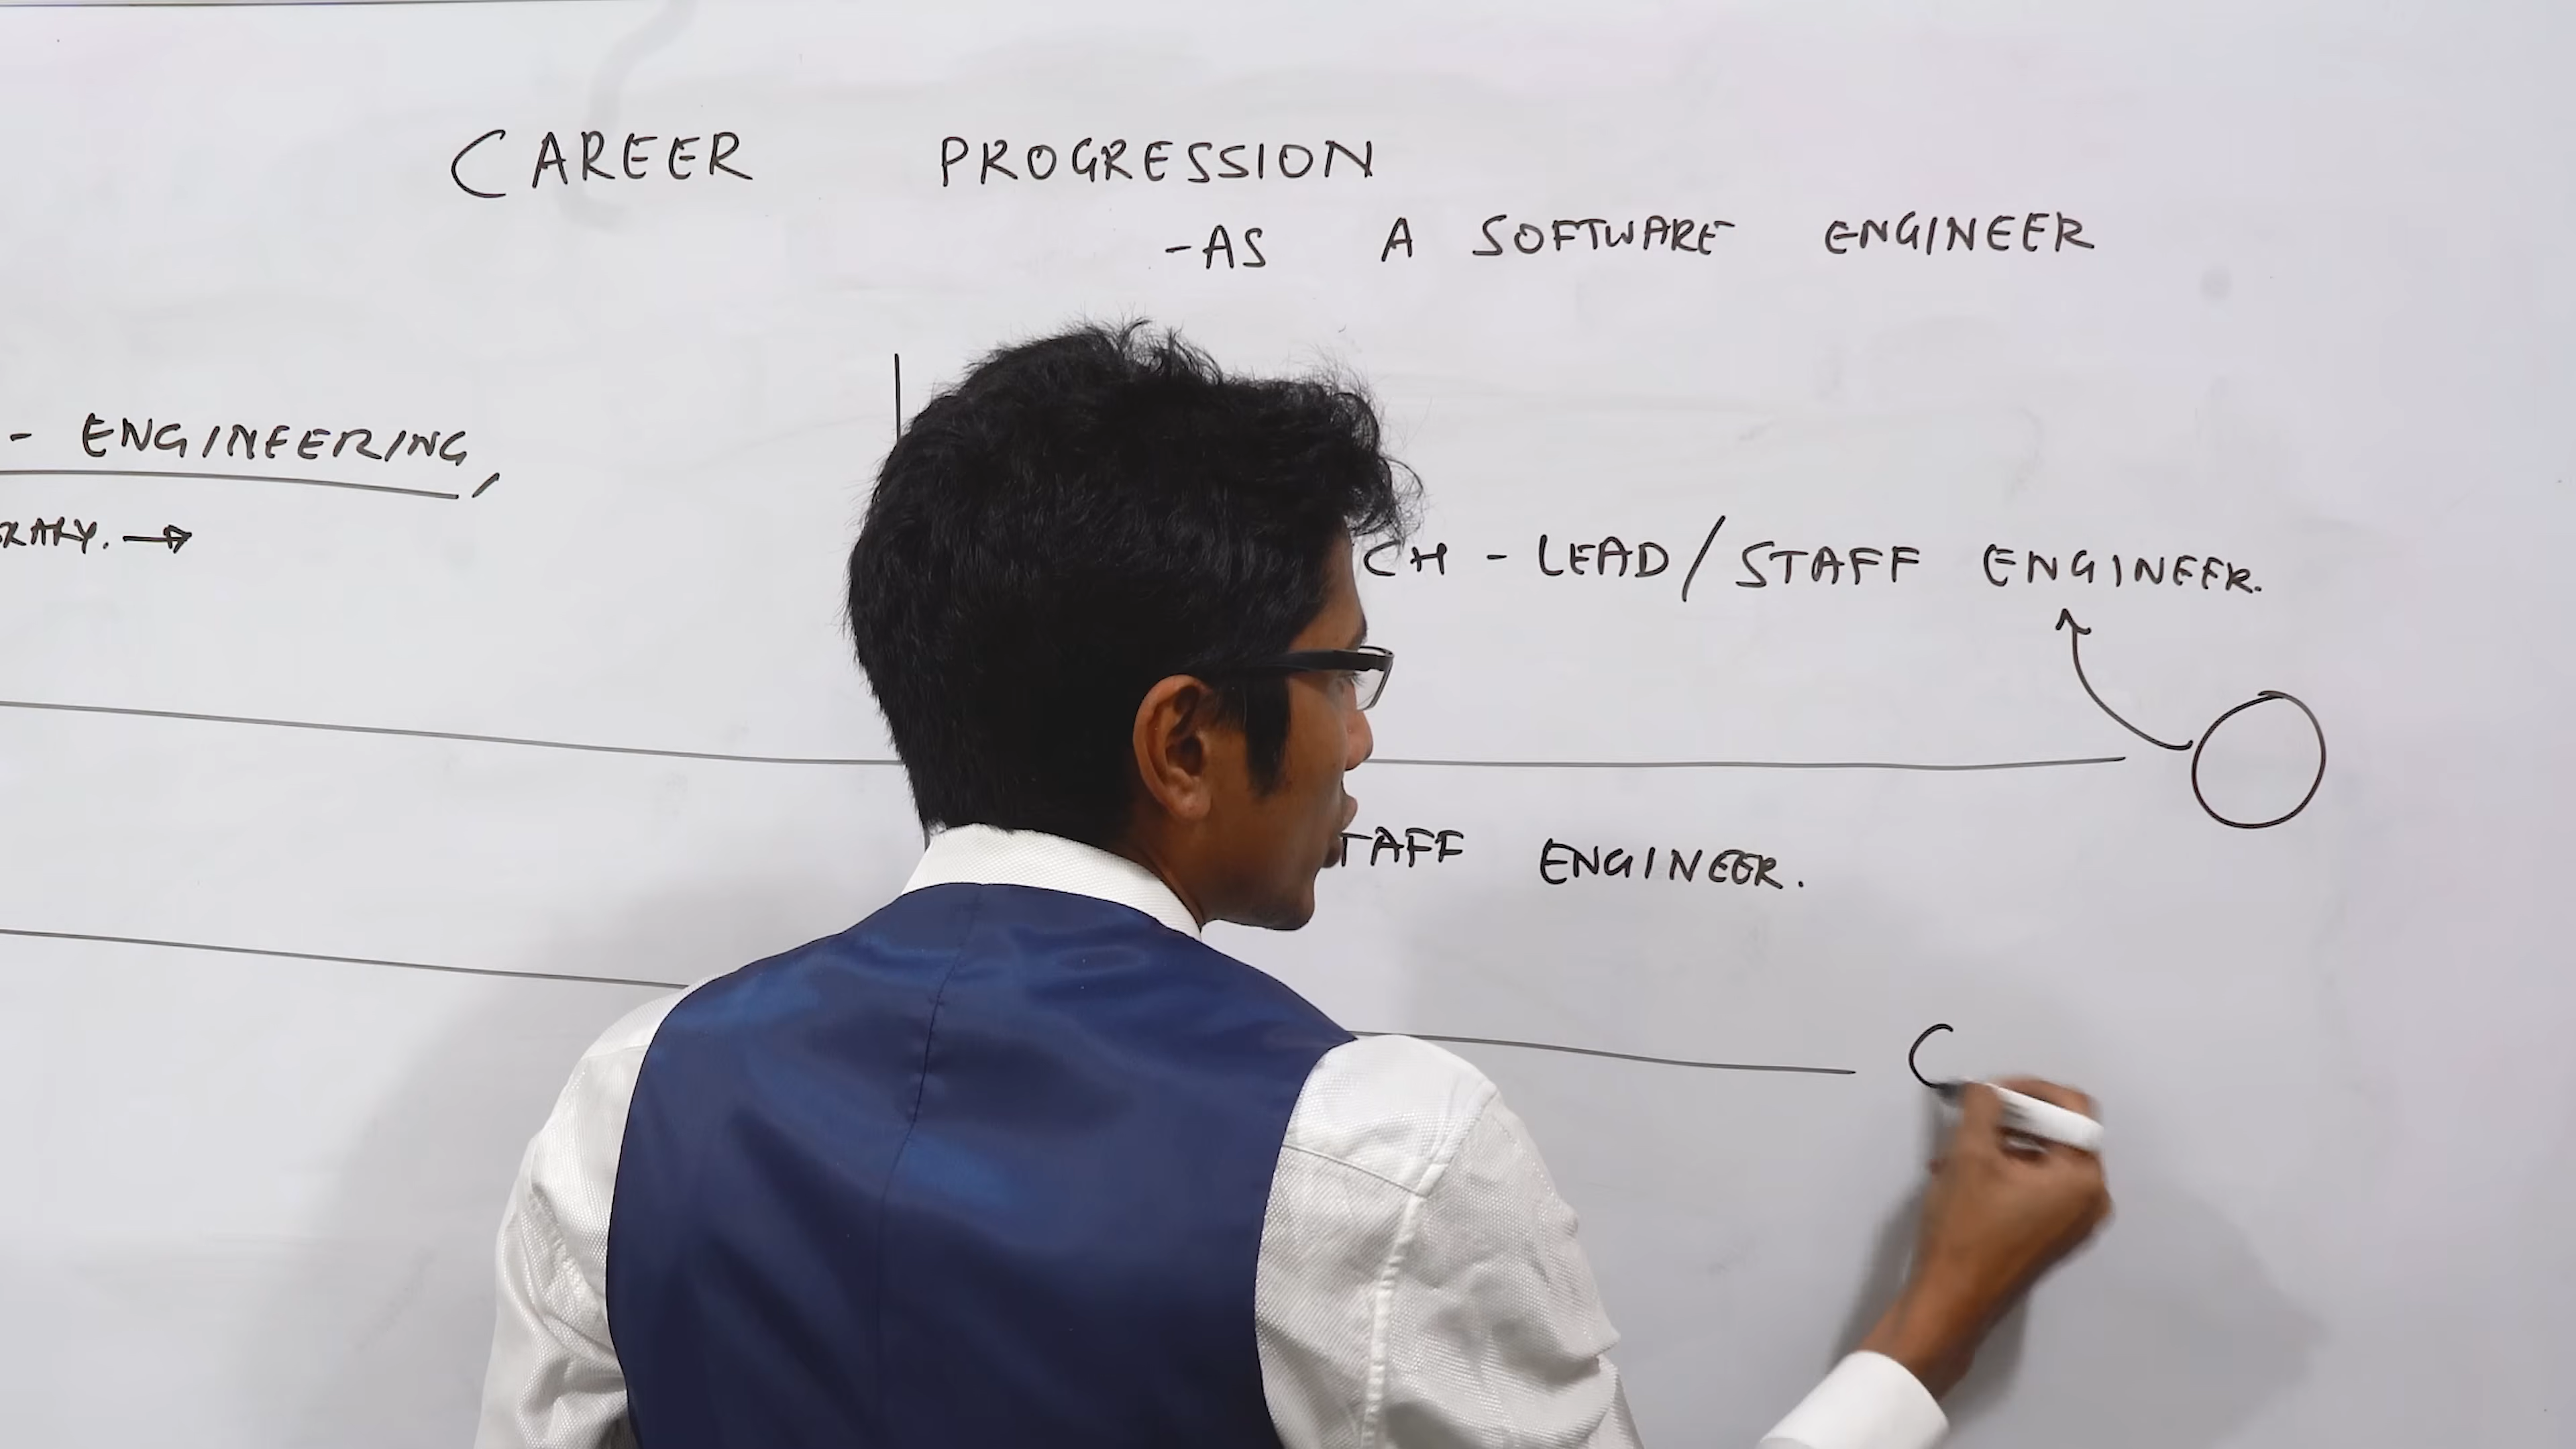 CAREER PROGRESSION
-AS A SOFTWARE ENGINEER
- ENGINEERING
CH - LEAD/STAFF ENGINEER.
TAFF ENGINEER.